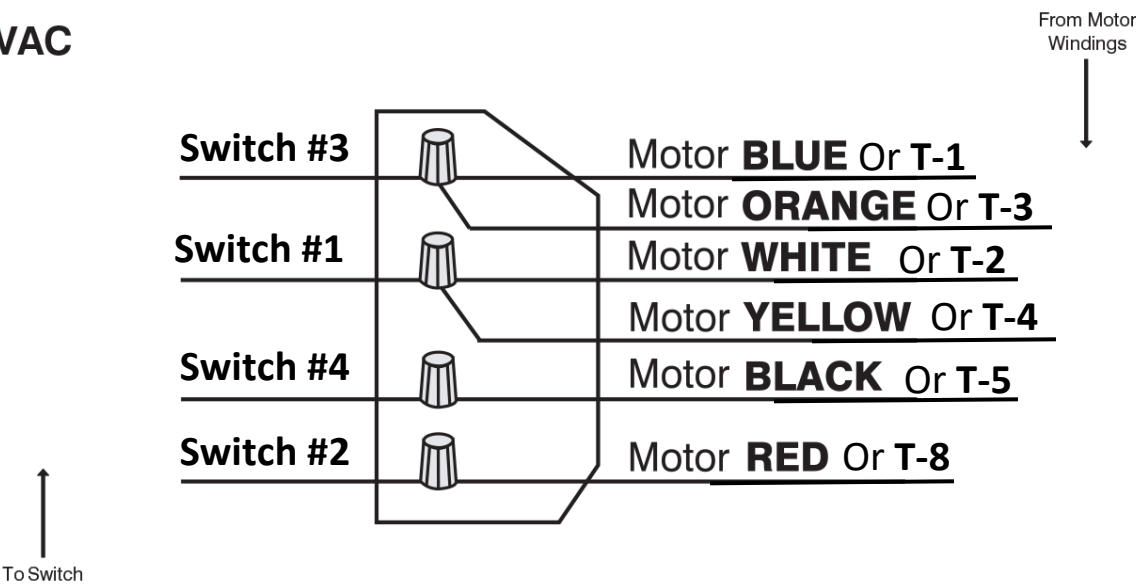 VAC
From Motor
Windings
Switch #3
Motor BLUE Or T-1
Motor ORANGE Or T-3
Switch #1
Motor WHITE Or T-2
Motor YELLOW Or T-4
Switch #4
Motor BLACK Or T-5
Switch #2
Motor RED Or T-8
To Switch